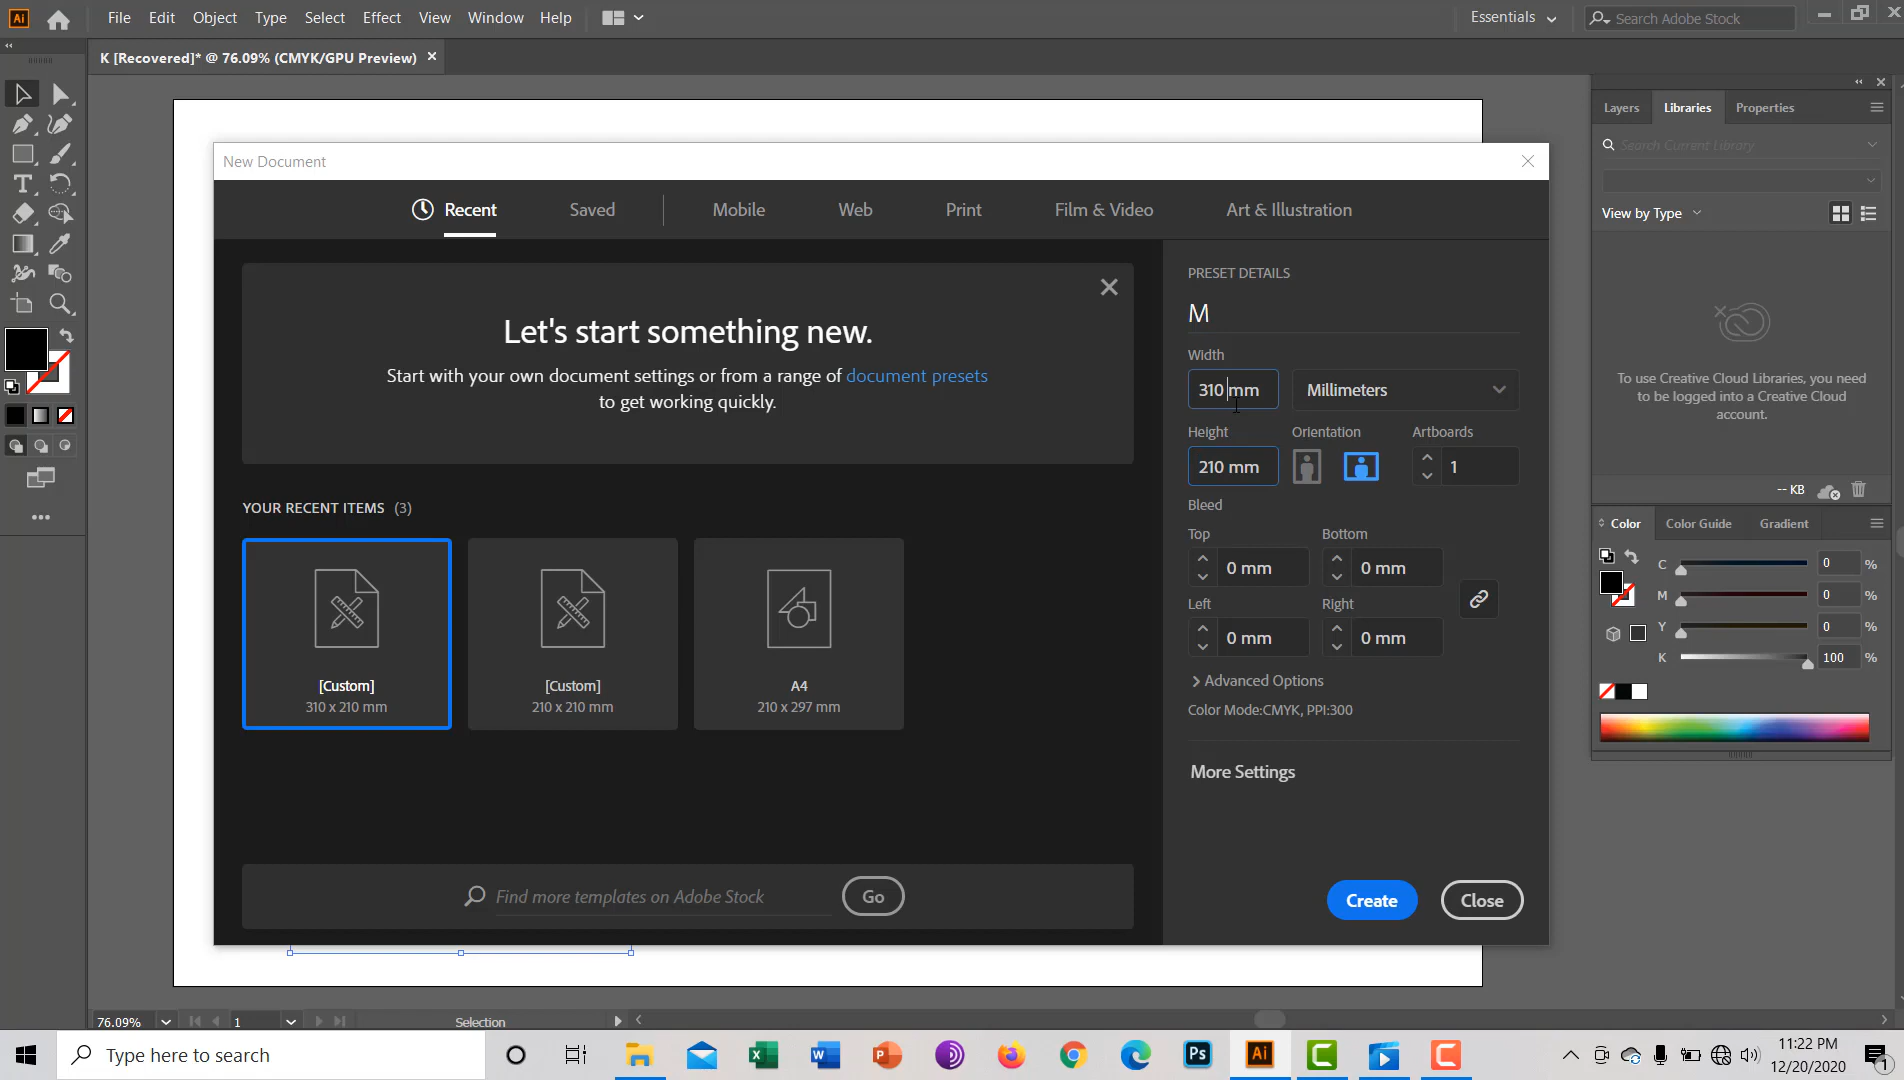 Ai File Edit Object Type Select Effect View Window Help Essentials Search Adobe Stock
K [Recovered]* @ 76.09% (CMYK/GPU Preview)
Layers Libraries Properties
Search Current Library
View by Type
To use Creative Cloud Libraries, you need
to be logged into a Creative Cloud
account.
-- KB
Color Color Guide Gradient
C 0 %
M 0 %
Y 0 %
K 100 %
New Document
Recent Saved Mobile Web Print Film & Video Art & Illustration
Let's start something new.
Start with your own document settings or from a range of document presets
to get working quickly.
YOUR RECENT ITEMS (3)
[Custom]
310 x 210 mm
[Custom]
210 x 210 mm
A4
210 x 297 mm
Find more templates on Adobe Stock Go
PRESET DETAILS
M
Width
310 mm Millimeters
Height Orientation Artboards
210 mm 1
Bleed
Top Bottom
0 mm 0 mm
Left Right
0 mm 0 mm
Advanced Options
Color Mode:CMYK, PPI:300
More Settings
Create Close
76.09% 1 Selection
Type here to search
Ps Ai
11:22 PM
12/20/2020
1